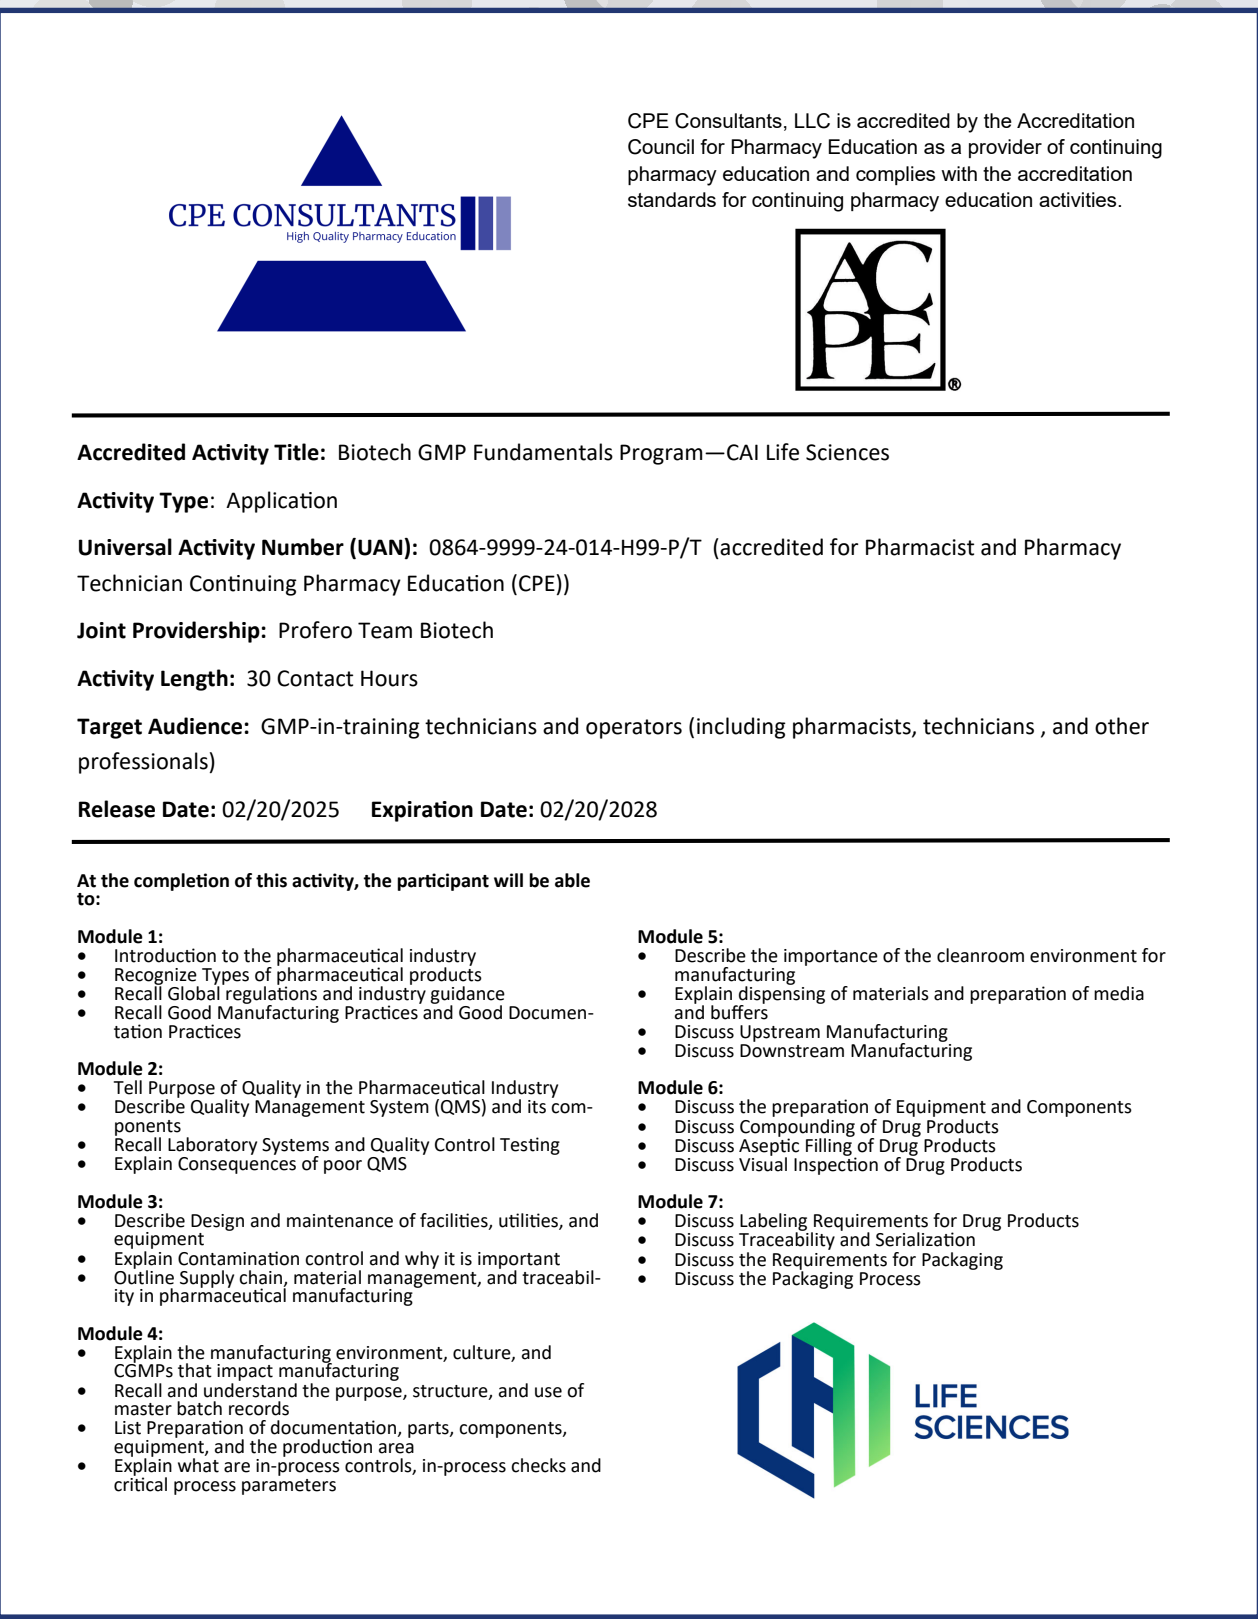 CPE CONSULTANTS
High Quality Pharmacy Education
CPE Consultants, LLC is accredited by the Accreditation
Council for Pharmacy Education as a provider of continuing
pharmacy education and complies with the accreditation
standards for continuing pharmacy education activities.
AC
PE
®
Accredited Activity Title: Biotech GMP Fundamentals Program—CAI Life Sciences
Activity Type: Application
Universal Activity Number (UAN): 0864-9999-24-014-H99-P/T (accredited for Pharmacist and Pharmacy
Technician Continuing Pharmacy Education (CPE))
Joint Providership: Profero Team Biotech
Activity Length: 30 Contact Hours
Target Audience: GMP-in-training technicians and operators (including pharmacists, technicians , and other
professionals)
Release Date: 02/20/2025 Expiration Date: 02/20/2028
At the completion of this activity, the participant will be able
to:
Module 1:
• Introduction to the pharmaceutical industry
• Recognize Types of pharmaceutical products
• Recall Global regulations and industry guidance
• Recall Good Manufacturing Practices and Good Documen-
tation Practices
Module 2:
• Tell Purpose of Quality in the Pharmaceutical Industry
• Describe Quality Management System (QMS) and its com-
ponents
• Recall Laboratory Systems and Quality Control Testing
• Explain Consequences of poor QMS
Module 3:
• Describe Design and maintenance of facilities, utilities, and
equipment
• Explain Contamination control and why it is important
• Outline Supply chain, material management, and traceabil-
ity in pharmaceutical manufacturing
Module 4:
• Explain the manufacturing environment, culture, and
CGMPs that impact manufacturing
• Recall and understand the purpose, structure, and use of
master batch records
• List Preparation of documentation, parts, components,
equipment, and the production area
• Explain what are in-process controls, in-process checks and
critical process parameters
Module 5:
• Describe the importance of the cleanroom environment for
manufacturing
• Explain dispensing of materials and preparation of media
and buffers
• Discuss Upstream Manufacturing
• Discuss Downstream Manufacturing
Module 6:
• Discuss the preparation of Equipment and Components
• Discuss Compounding of Drug Products
• Discuss Aseptic Filling of Drug Products
• Discuss Visual Inspection of Drug Products
Module 7:
• Discuss Labeling Requirements for Drug Products
• Discuss Traceability and Serialization
• Discuss the Requirements for Packaging
• Discuss the Packaging Process
CAI
LIFE
SCIENCES